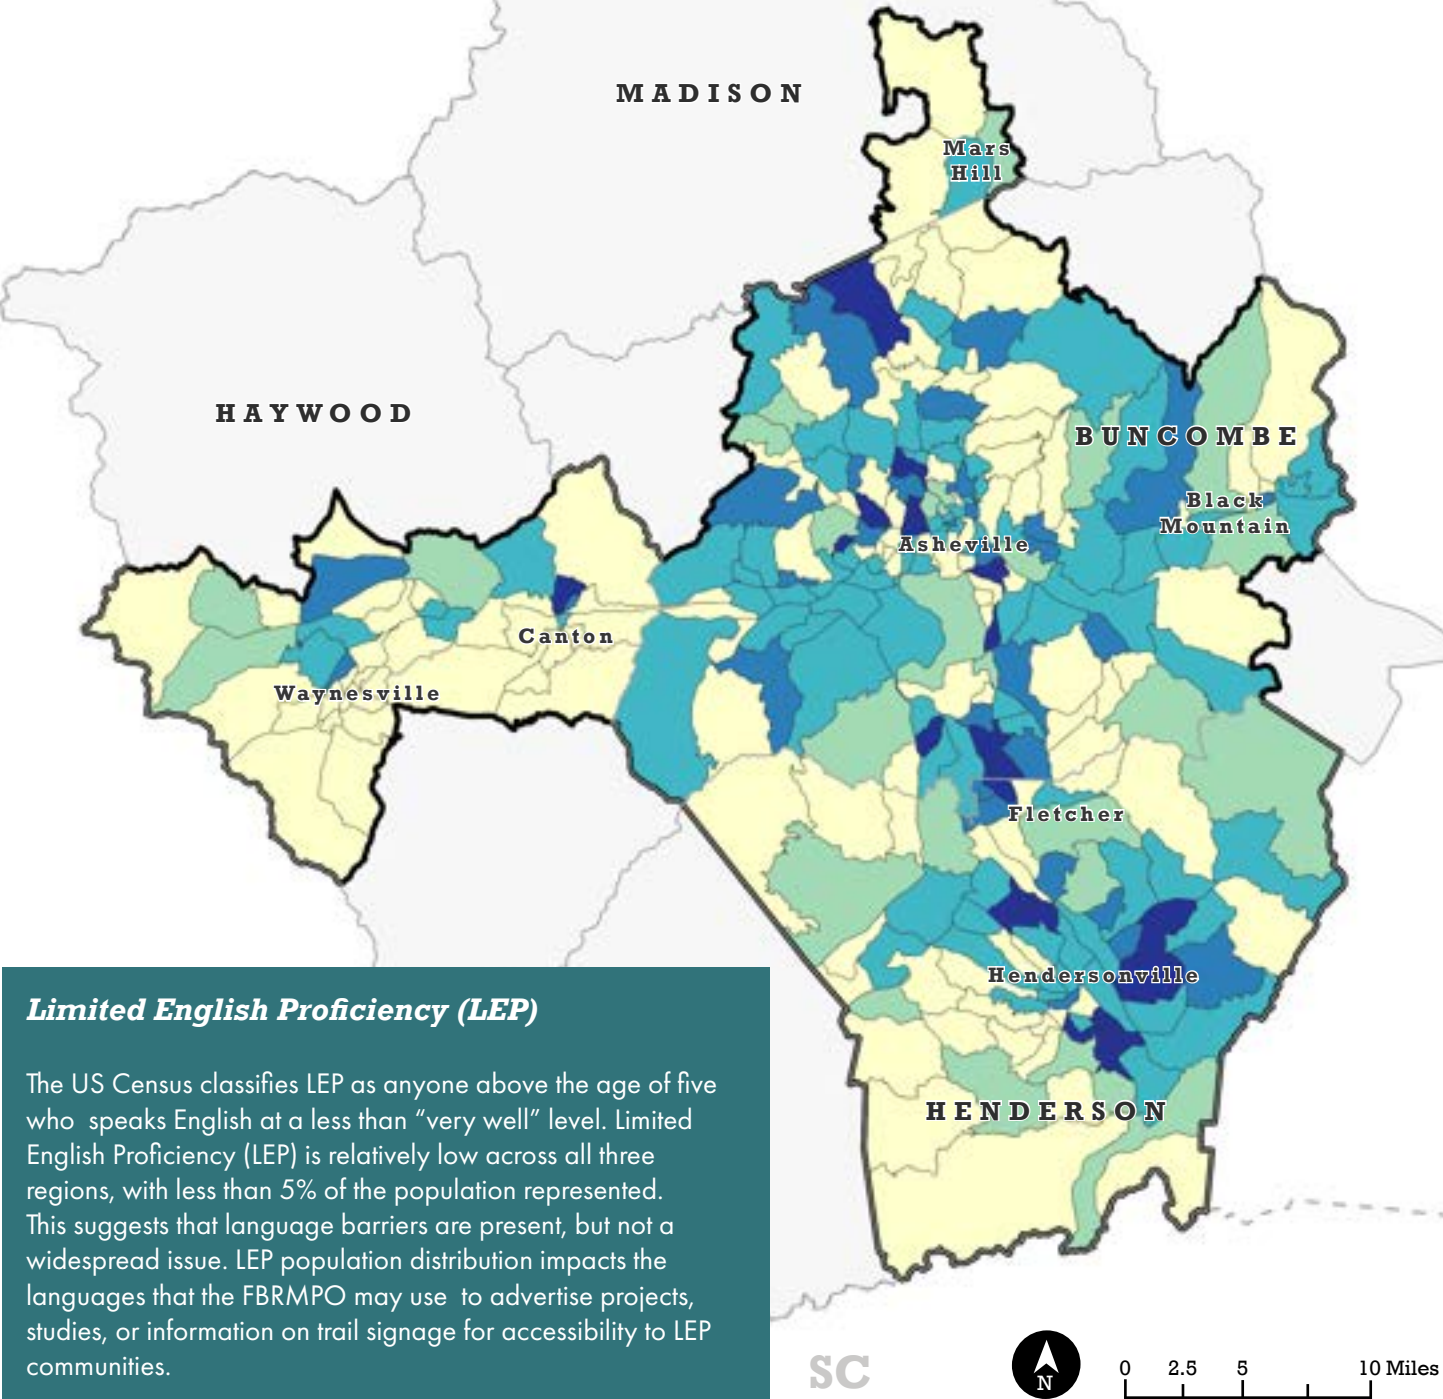 MADISON
Mars
Hill
HAYWOOD
BUNCOMBE
Black
Mountain
Asheville
Canton
Waynesville
Fletcher
Hendersonville
HENDERSON
Limited English Proficiency (LEP)
The US Census classifies LEP as anyone above the age of five
who  speaks English at a less than “very well” level. Limited
English Proficiency (LEP) is relatively low across all three
regions, with less than 5% of the population represented.
This suggests that language barriers are present, but not a
widespread issue. LEP population distribution impacts the
languages that the FBRMPO may use  to advertise projects,
studies, or information on trail signage for accessibility to LEP
communities.
SC
N
0 2.5 5 10 Miles